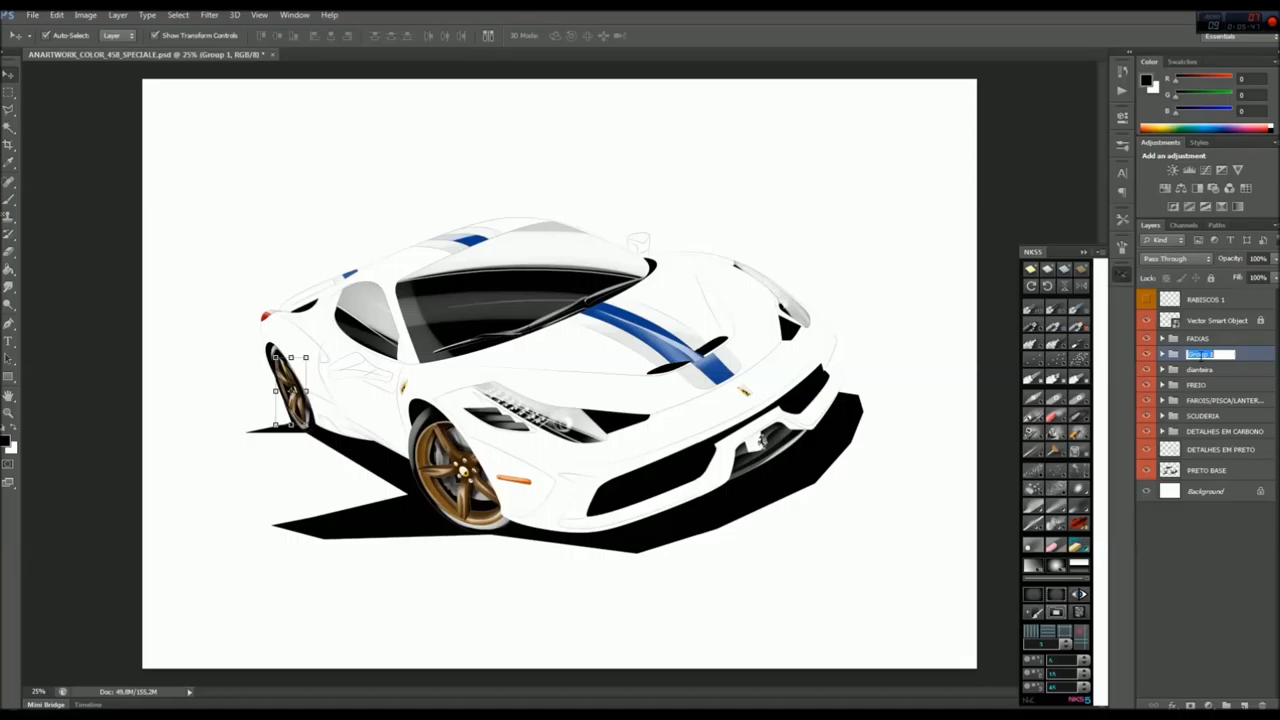 File Edit Image Layer Type Select Filter 3D View Window Help
Auto-Select: Layer Show Transform Controls 3D Mode: Essentials
ANARTWORK_COLOR_458_SPECIALE.psd @ 25% (Group 1, RGB/8) * ×
Color Swatches
R 0
G 0
B 0
Adjustments Styles
Add an adjustment
Layers Channels Paths
Kind
Pass Through Opacity: 100%
Lock: Fill: 100%
RABISCOS 1
Vector Smart Object
FAIXAS
Group 1
dianteira
FREIO
FAROIS/PISCA/LANTER...
SCUDERIA
DETALHES EM CARBONO
DETALHES EM PRETO
PRETO BASE
Background
NKS5
NKS 5
25% Doc: 49,8M/155,2M
Mini Bridge Timeline